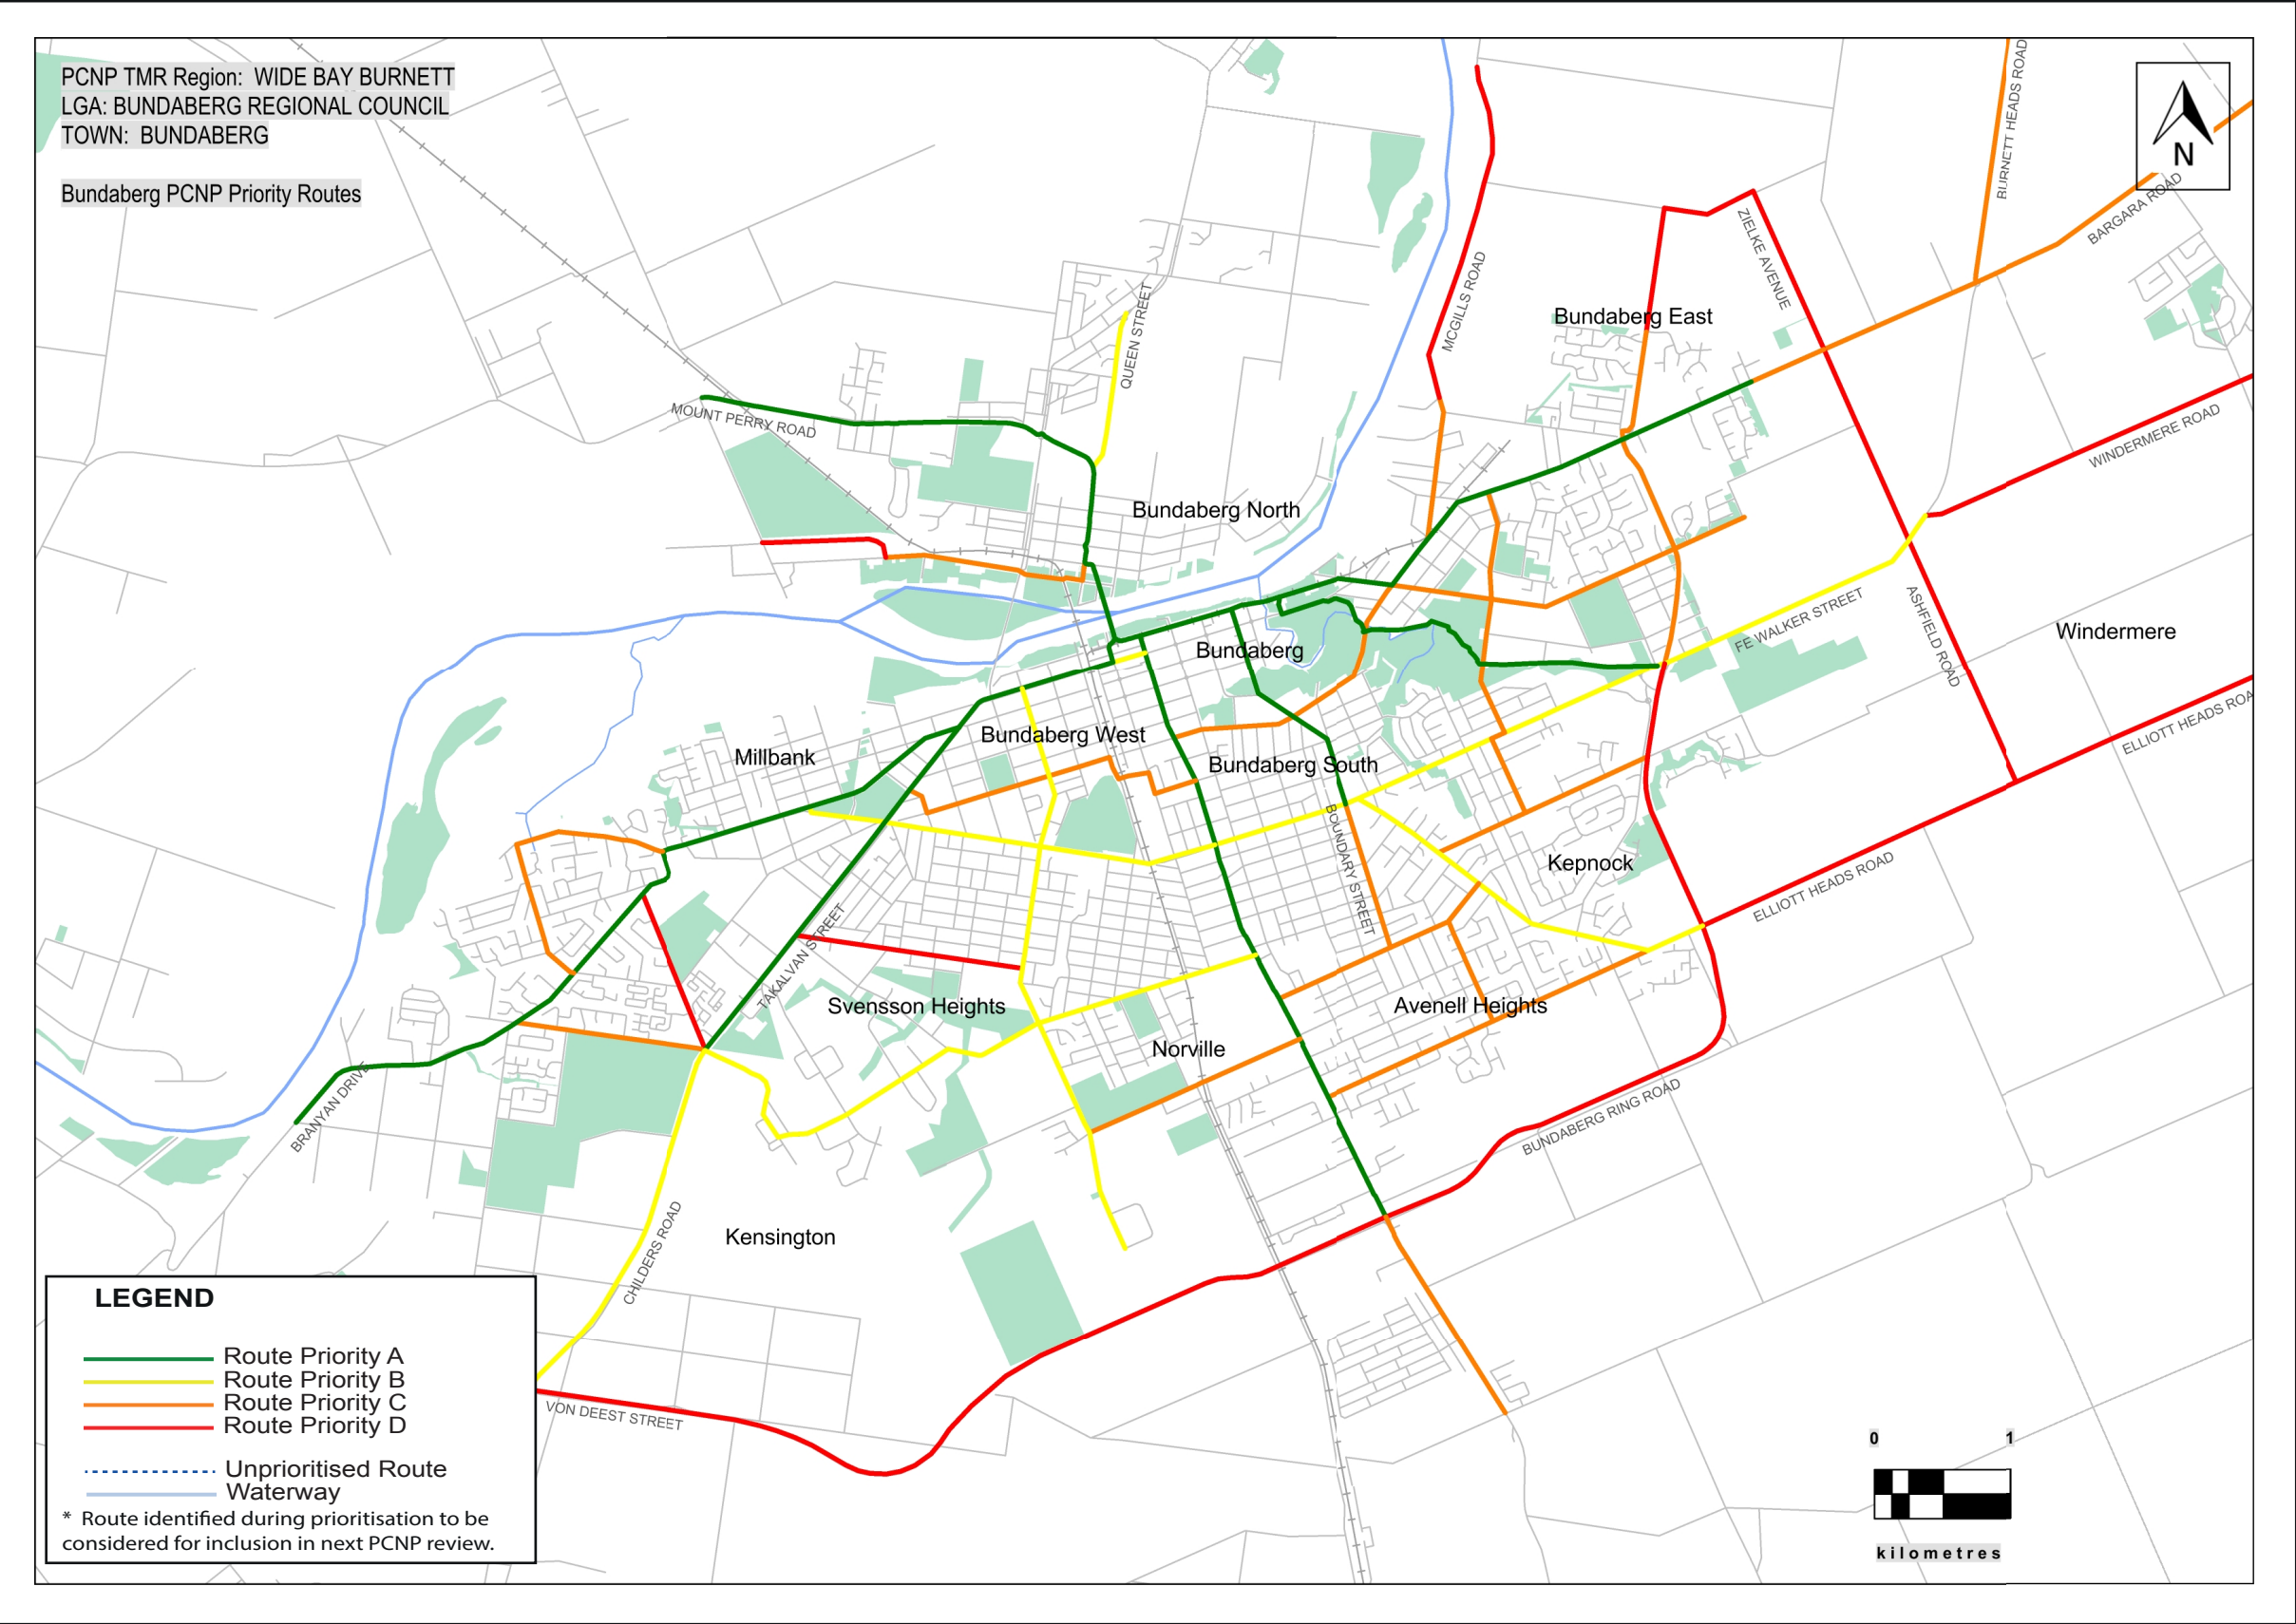 PCNP TMR Region:  WIDE BAY BURNETT
LGA: BUNDABERG REGIONAL COUNCIL
TOWN:  BUNDABERG
Bundaberg PCNP Priority Routes
N
BURNETT HEADS ROAD
BARGARA ROAD
ZIELKE AVENUE
MCGILLS ROAD
Bundaberg East
QUEEN STREET
MOUNT PERRY ROAD
WINDERMERE ROAD
Bundaberg North
FE WALKER STREET
ASHFIELD ROAD
Windermere
Bundaberg
ELLIOTT HEADS ROA
Bundaberg West
Millbank
Bundaberg South
BOUNDARY STREET
Kepnock
ELLIOTT HEADS ROAD
TAKALVAN STREET
Svensson Heights
Avenell Heights
Norville
BRANYAN DRIVE
BUNDABERG RING ROAD
CHILDERS ROAD
Kensington
VON DEEST STREET
LEGEND
Route Priority A
Route Priority B
Route Priority C
Route Priority D
Unprioritised Route
Waterway
* Route identified during prioritisation to be
considered for inclusion in next PCNP review.
0 1
kilometres